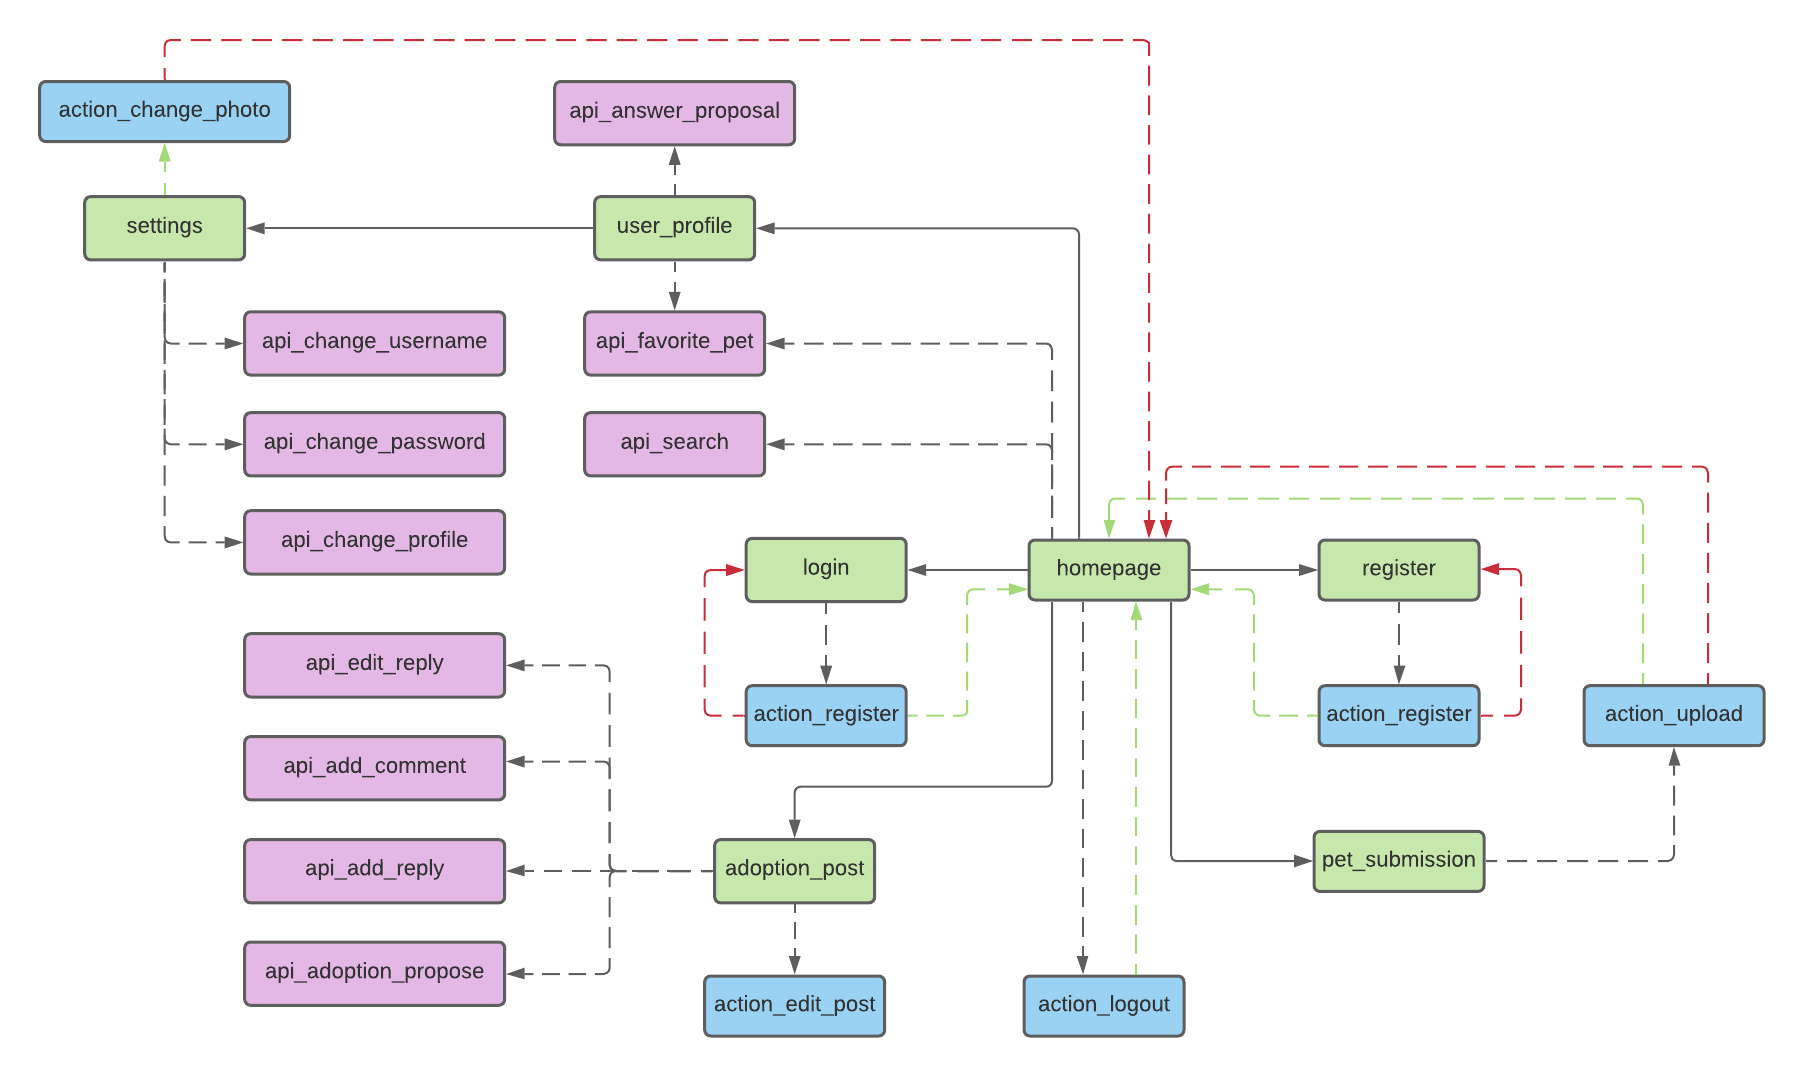 action_change_photo
api_answer_proposal
settings
user_profile
api_change_username
api_favorite_pet
api_change_password
api_search
api_change_profile
login
homepage
register
api_edit_reply
action_register
action_register
action_upload
api_add_comment
api_add_reply
adoption_post
pet_submission
api_adoption_propose
action_edit_post
action_logout